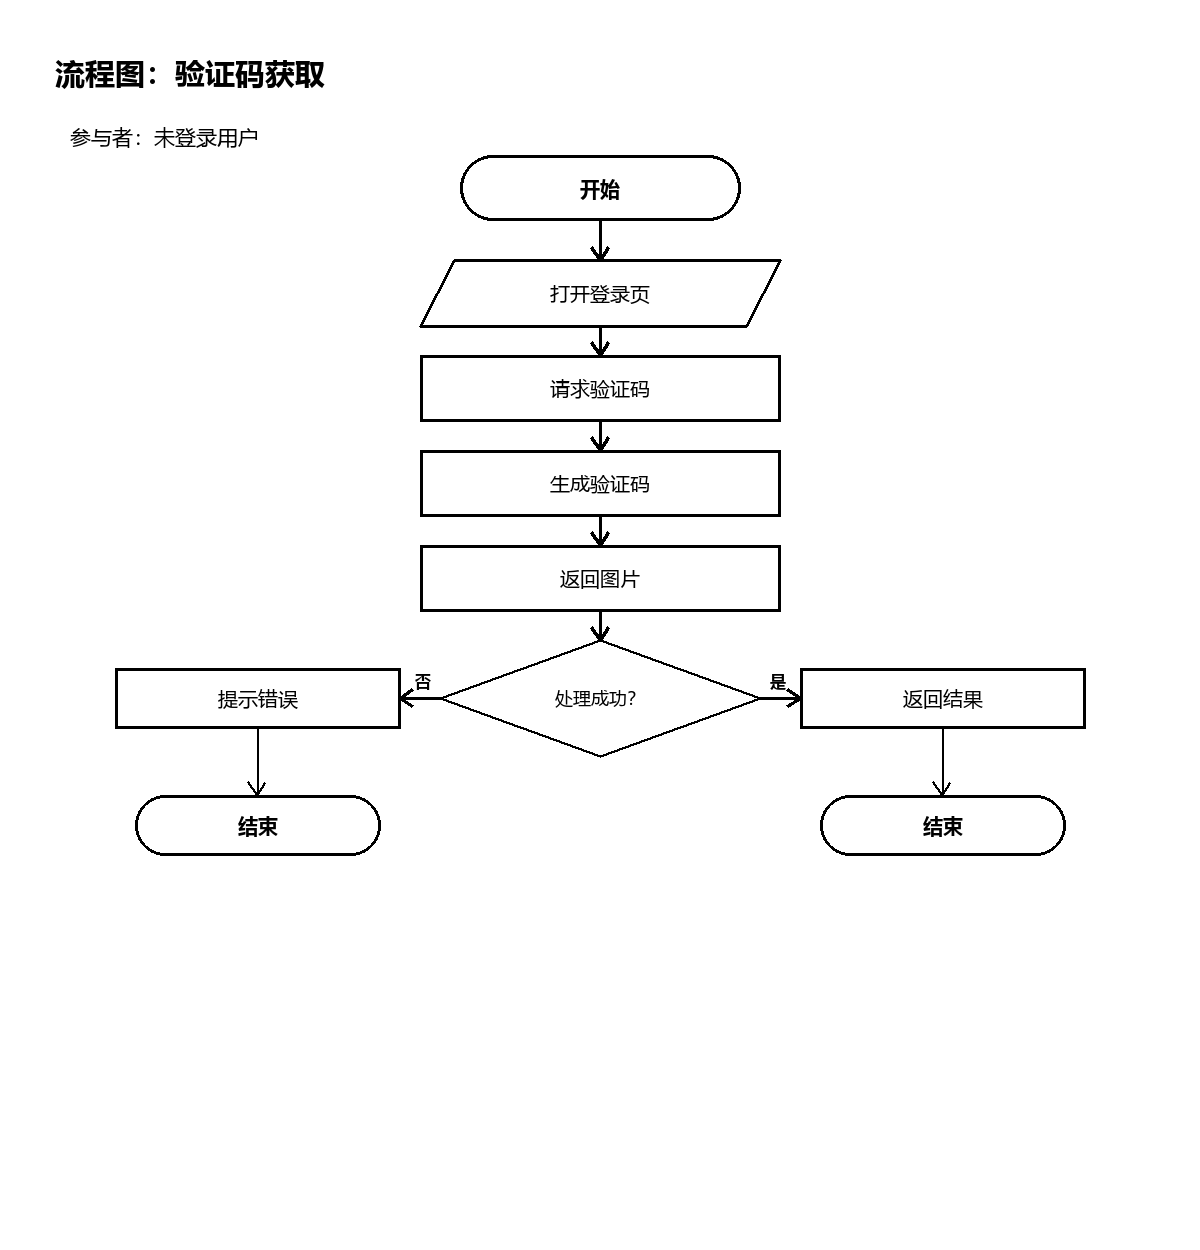 流程图：验证码获取
参与者：未登录用户
开始
打开登录页
请求验证码
生成验证码
返回图片
否
是
提示错误
处理成功？
返回结果
结束
结束